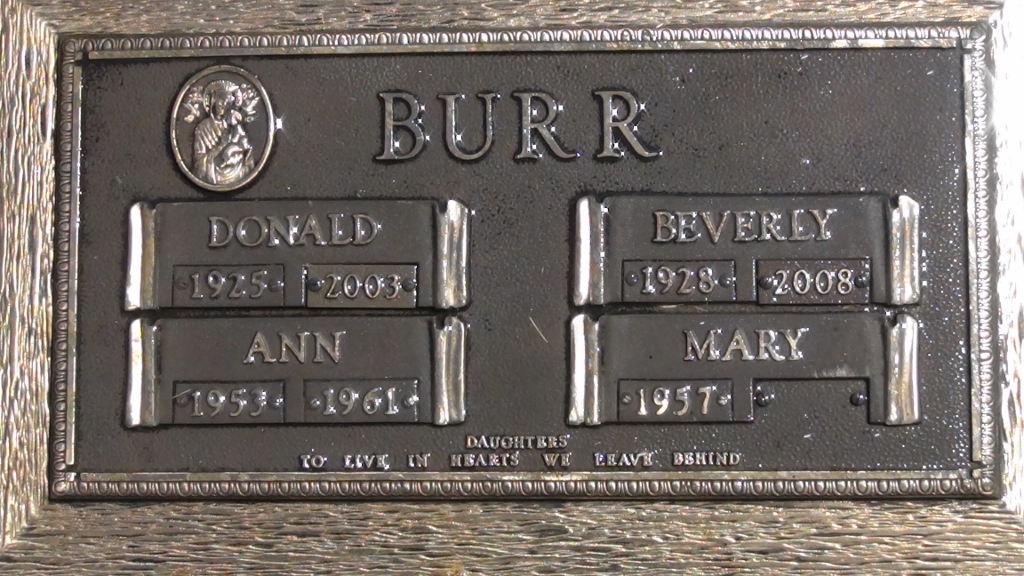 BURR
DONALD
1925 2003
BEVERLY
1928 2008
ANN
1953 1961
MARY
1957
DAUGHTERS
TO LIVE IN HEARTS WE LEAVE BEHIND